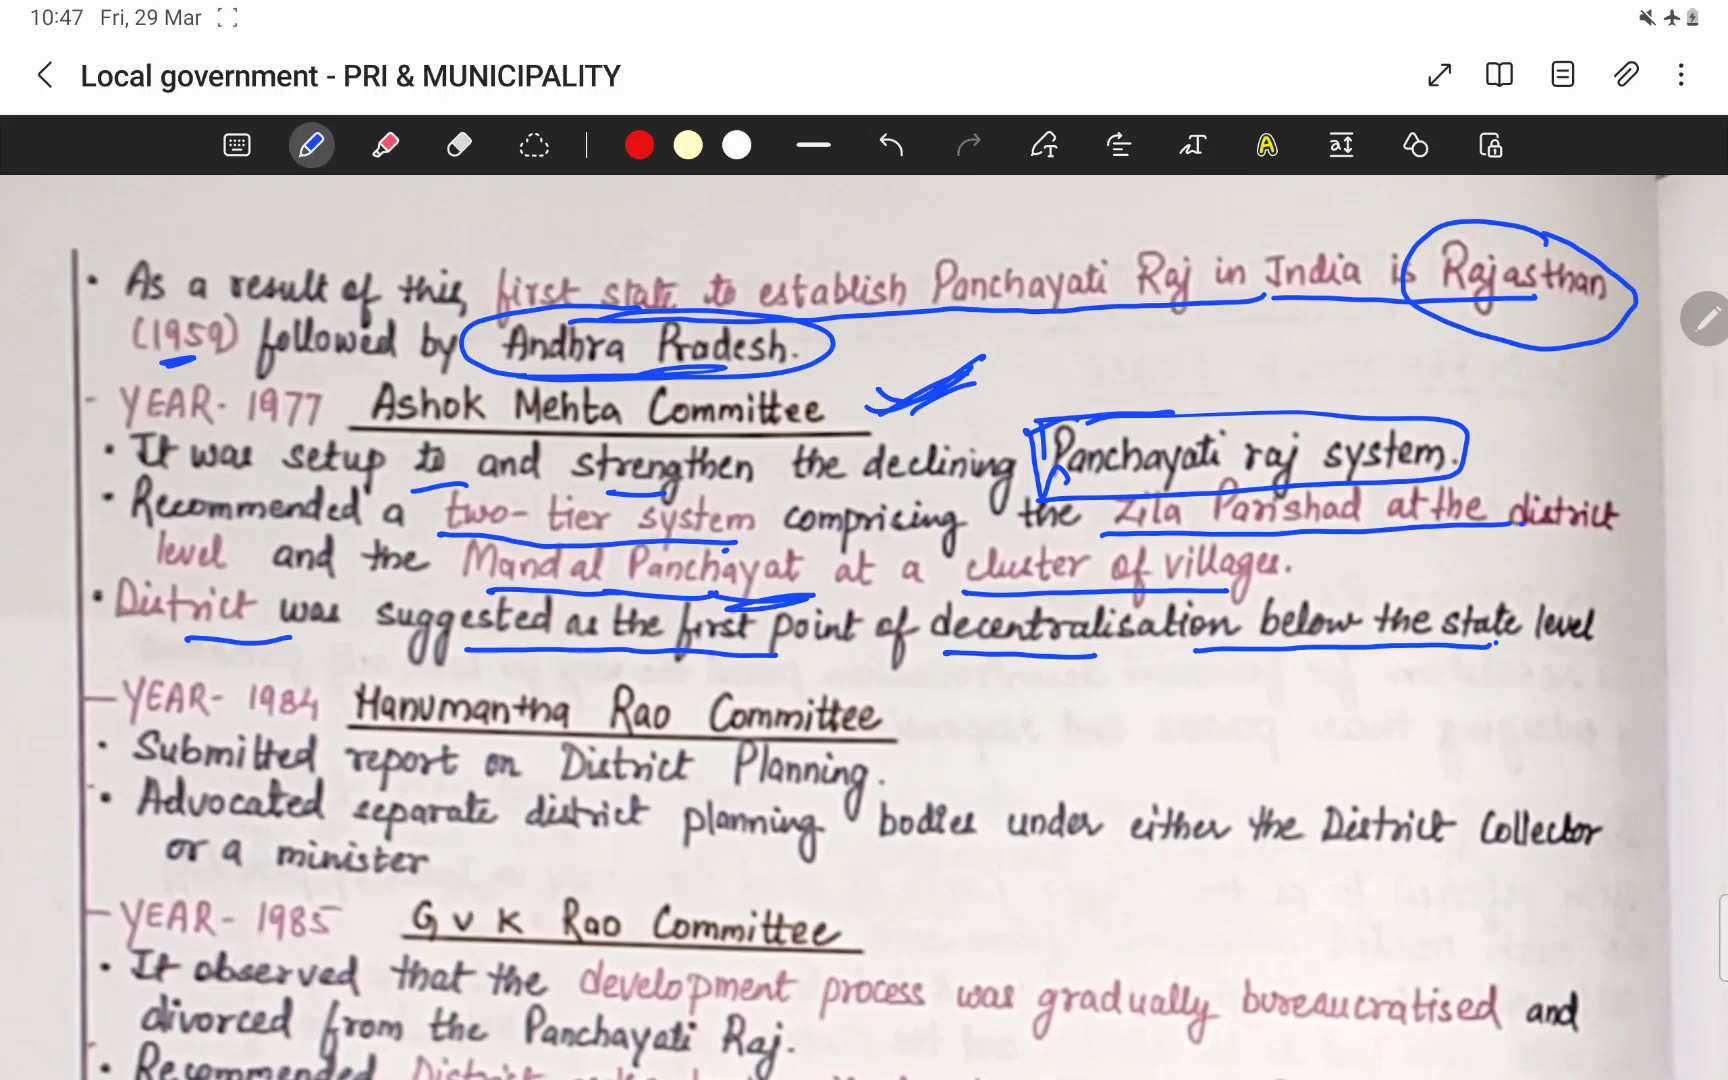 10:47 Fri, 29 Mar
Local government - PRI & MUNICIPALITY
• As a result of this, first state to establish Panchayati Raj in India is Rajasthan
(1959) followed by Andhra Pradesh.
- YEAR- 1977 Ashok Mehta Committee
• It was setup to and strengthen the declining Panchayati raj system.
• Recommended a two-tier system comprising the Zila Parishad at the district
level and the Mandal Panchayat at a cluster of villages.
• District was suggested as the first point of decentralisation below the state level
- YEAR- 1984 Hanumantha Rao Committee
• Submitted report on District Planning.
• Advocated separate district planning bodies under either the District Collector
or a minister
- YEAR- 1985 G V K Rao Committee
• It observed that the development process was gradually bureaucratised and
divorced from the Panchayati Raj.
• Recommended District